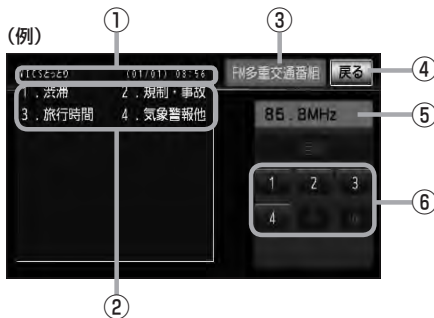 ①
③
(例)
VICSとっとり (01/01) 08:56
FM多重交通番組
戻る
④
1.渋滞 2.規制・事故
3.旅行時間 4.気象警報他
86.8MHz
⑤
1 2 3
⑥
4
②